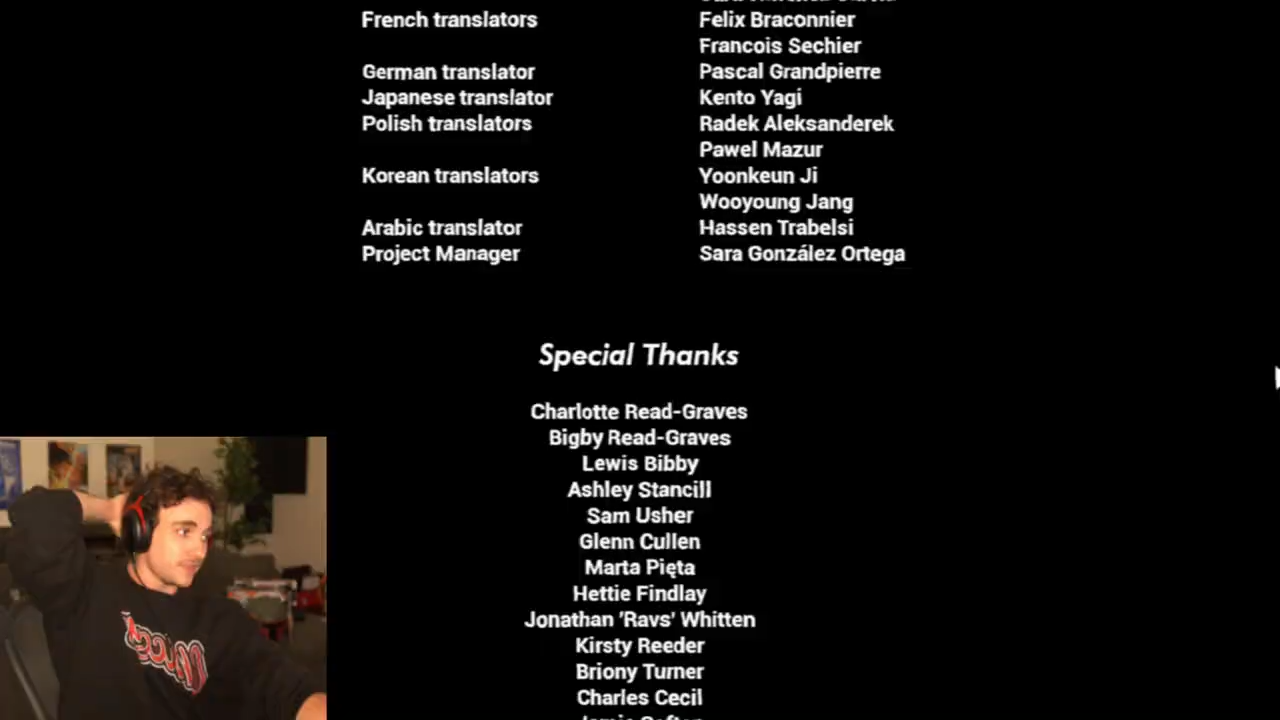 French translators Felix Braconnier
Francois Sechier
German translator Pascal Grandpierre
Japanese translator Kento Yagi
Polish translators Radek Aleksanderek
Pawel Mazur
Korean translators Yoonkeun Ji
Wooyoung Jang
Arabic translator Hassen Trabelsi
Project Manager Sara González Ortega
Special Thanks
Charlotte Read-Graves
Bigby Read-Graves
Lewis Bibby
Ashley Stancill
Sam Usher
Glenn Cullen
Marta Pięta
Hettie Findlay
Jonathan 'Ravs' Whitten
Kirsty Reeder
Briony Turner
Charles Cecil